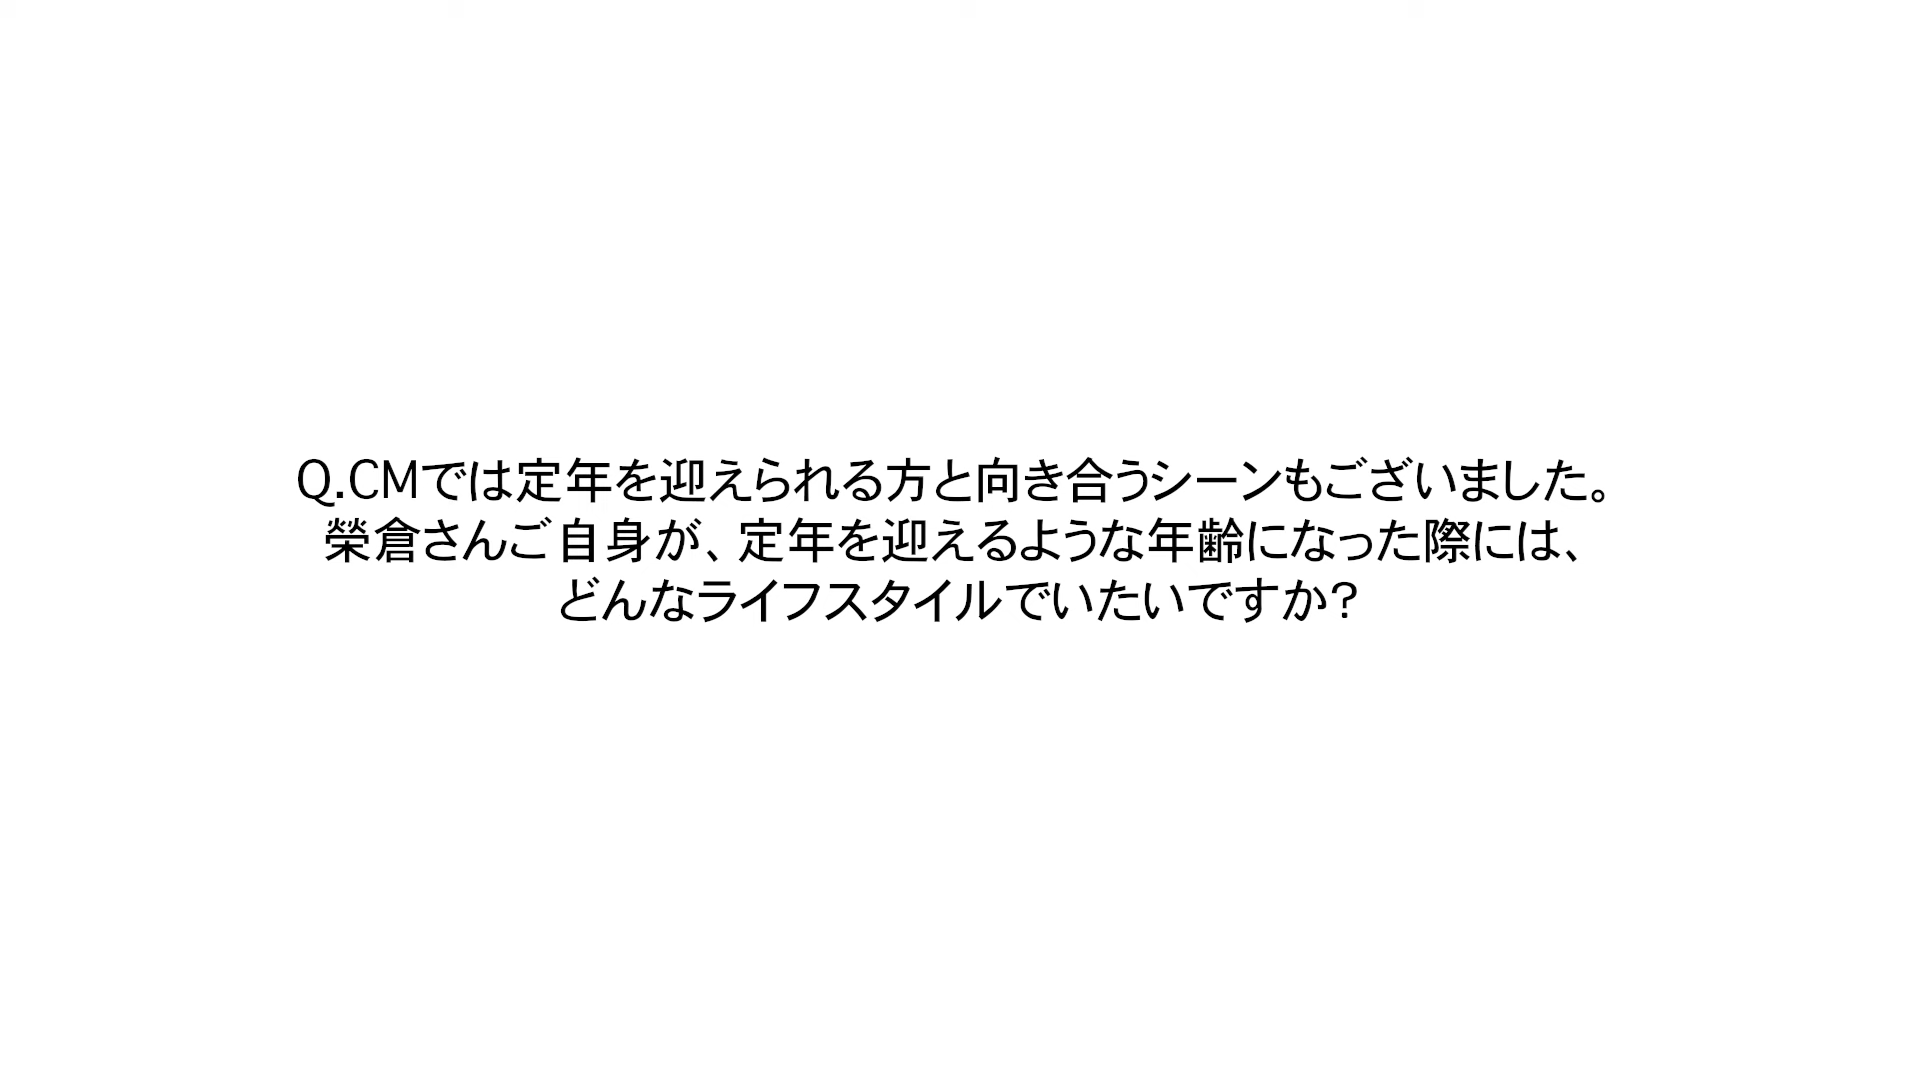 Q.CMでは定年を迎えられる方と向き合うシーンもございました。
榮倉さんご自身が、定年を迎えるような年齢になった際には、
どんなライフスタイルでいたいですか?